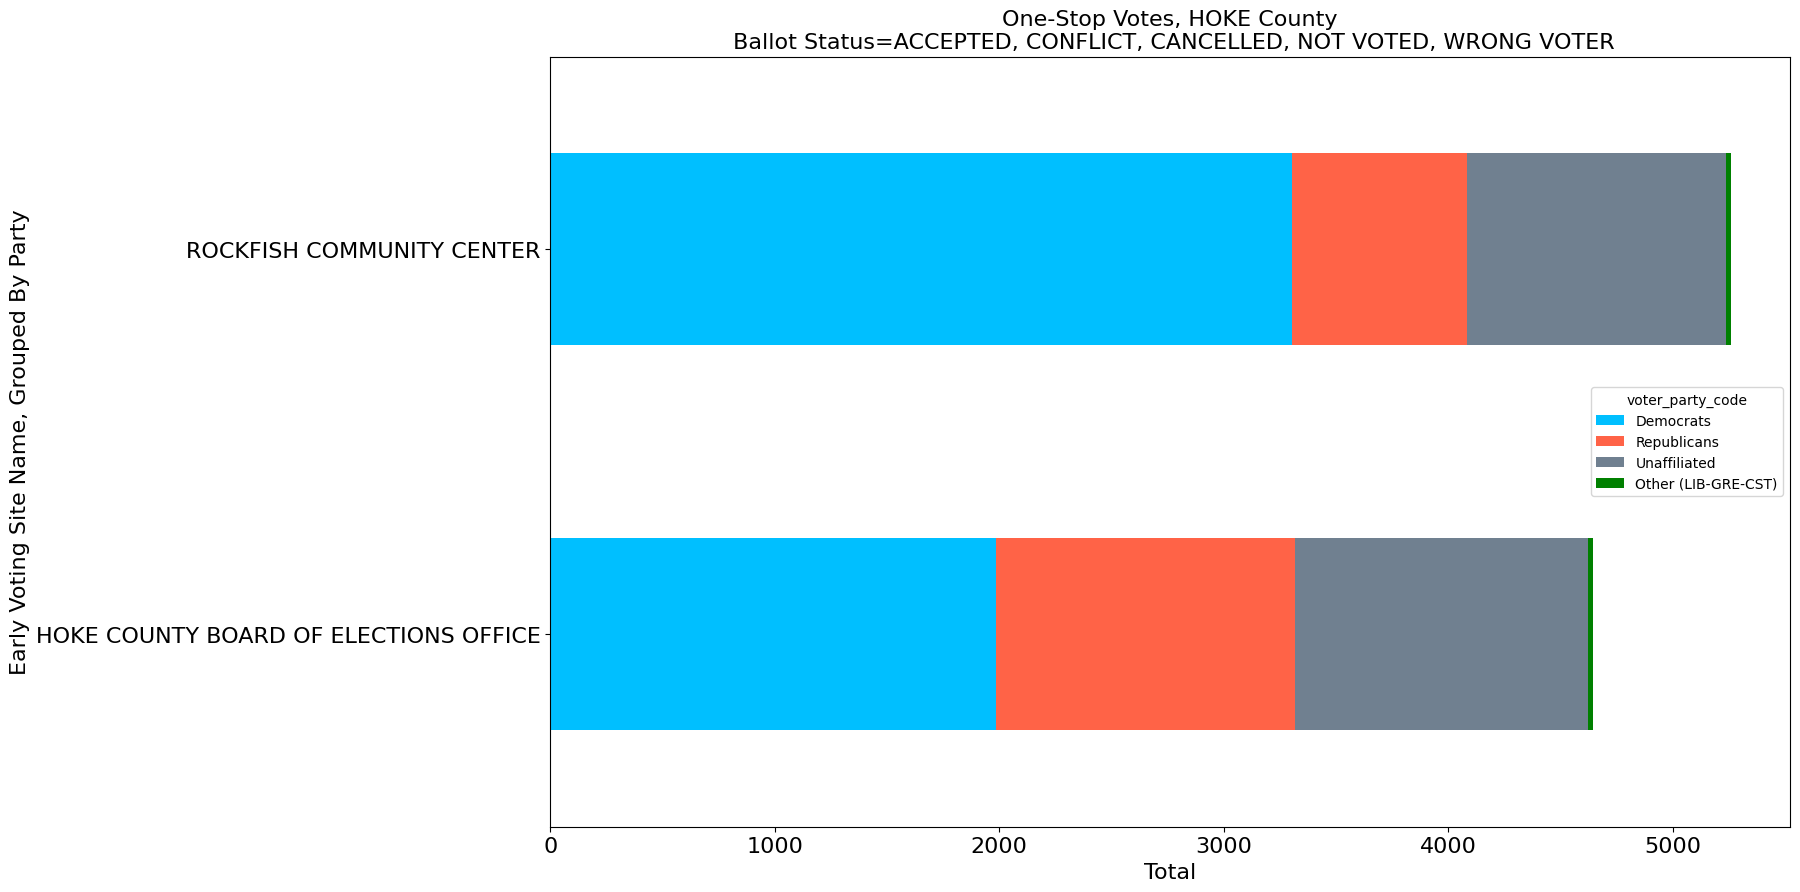 One-Stop Votes, HOKE County
Ballot Status=ACCEPTED, CONFLICT, CANCELLED, NOT VOTED, WRONG VOTER
Early Voting Site Name, Grouped By Party
ROCKFISH COMMUNITY CENTER
HOKE COUNTY BOARD OF ELECTIONS OFFICE
voter_party_code
Democrats
Republicans
Unaffiliated
Other (LIB-GRE-CST)
0 1000 2000 3000 4000 5000
Total